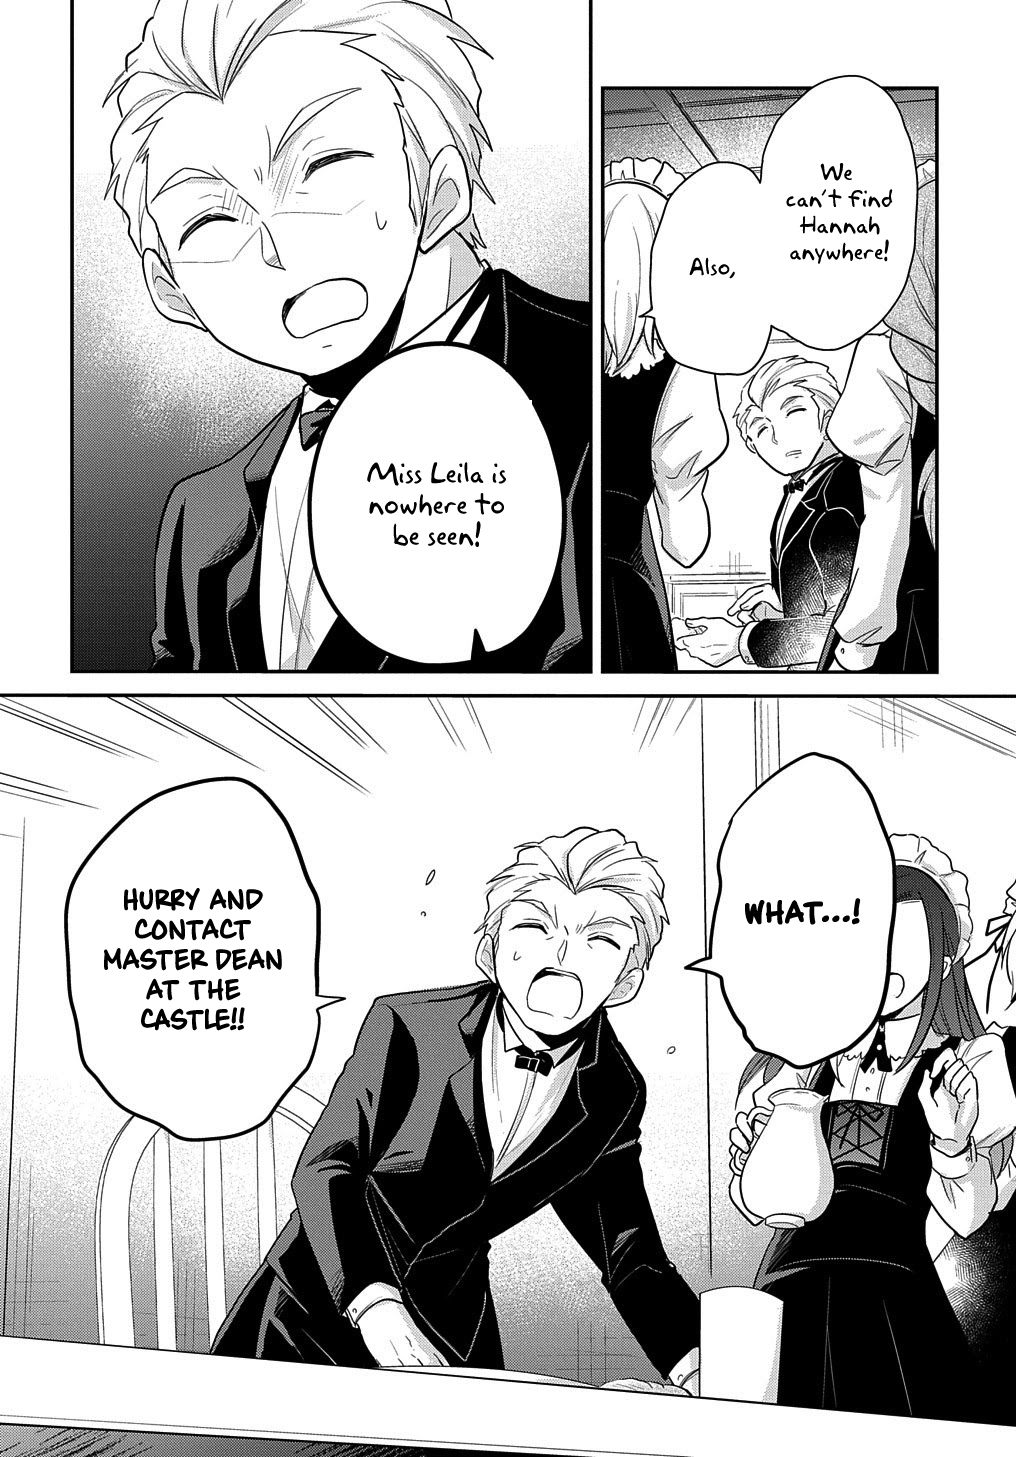 We
can't find
Hannah
anywhere!
Also,
Miss Leila is
nowhere to
be seen!
WHAT...!
HURRY AND
CONTACT
MASTER DEAN
AT THE
CASTLE!!